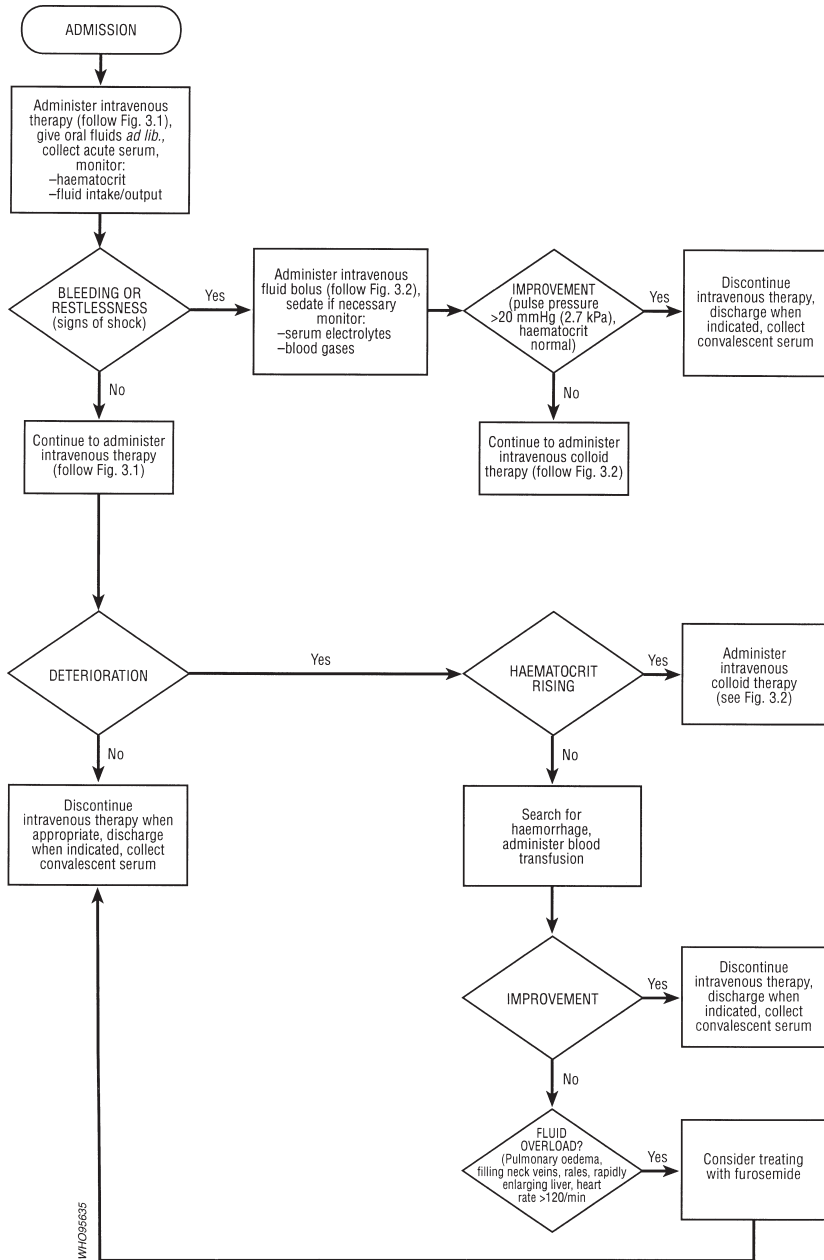 ADMISSION
Administer intravenous
therapy (follow Fig. 3.1),
give oral fluids ad lib.,
collect acute serum,
monitor:
–haematocrit
–fluid intake/output
BLEEDING OR
RESTLESSNESS
(signs of shock)
Yes
Administer intravenous
fluid bolus (follow Fig. 3.2),
sedate if necessary
monitor:
–serum electrolytes
–blood gases
IMPROVEMENT
(pulse pressure
>20 mmHg (2.7 kPa),
haematocrit
normal)
Yes
Discontinue
intravenous therapy,
discharge when
indicated, collect
convalescent serum
No
No
Continue to administer
intravenous therapy
(follow Fig. 3.1)
Continue to administer
intravenous colloid
therapy (follow Fig. 3.2)
DETERIORATION
Yes
HAEMATOCRIT
RISING
Yes
Administer
intravenous
colloid therapy
(see Fig. 3.2)
No
No
Discontinue
intravenous therapy when
appropriate, discharge
when indicated, collect
convalescent serum
Search for
haemorrhage,
administer blood
transfusion
IMPROVEMENT
Yes
Discontinue
intravenous therapy,
discharge when
indicated, collect
convalescent serum
No
FLUID
OVERLOAD?
(Pulmonary oedema,
filling neck veins, rales, rapidly
enlarging liver, heart
rate >120/min
Yes
Consider treating
with furosemide
WHO95635